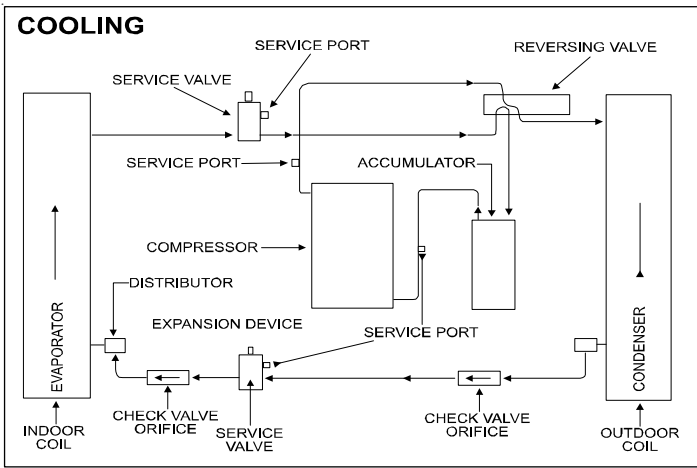 COOLING
SERVICE PORT
REVERSING VALVE
SERVICE VALVE
SERVICE PORT
ACCUMULATOR
COMPRESSOR
DISTRIBUTOR
EXPANSION DEVICE
SERVICE PORT
EVAPORATOR
CONDENSER
INDOOR
COIL
CHECK VALVE
ORIFICE
SERVICE
VALVE
CHECK VALVE
ORIFICE
OUTDOOR
COIL